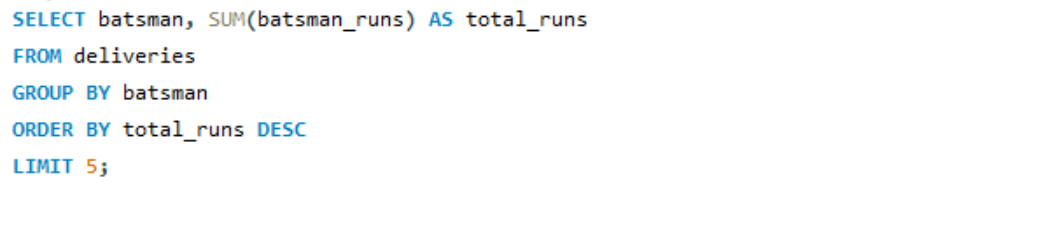 SELECT batsman, SUM(batsman_runs) AS total_runs
FROM deliveries
GROUP BY batsman
ORDER BY total_runs DESC
LIMIT 5;